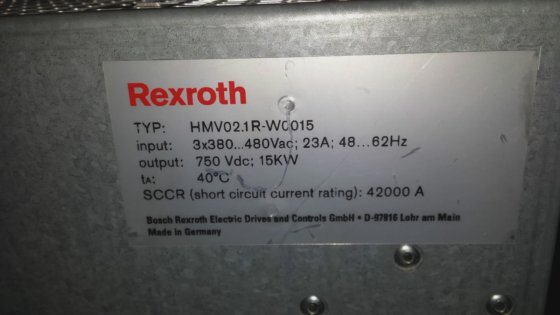 Rexroth
TYP: HMV02.1R-W0015
input: 3x380...480Vac; 23A; 48...62Hz
output: 750 Vdc; 15KW
tA: 40°C
SCCR (short circuit current rating): 42000 A
Bosch Rexroth Electric Drives and Controls GmbH • D-97816 Lohr am Main
Made in Germany